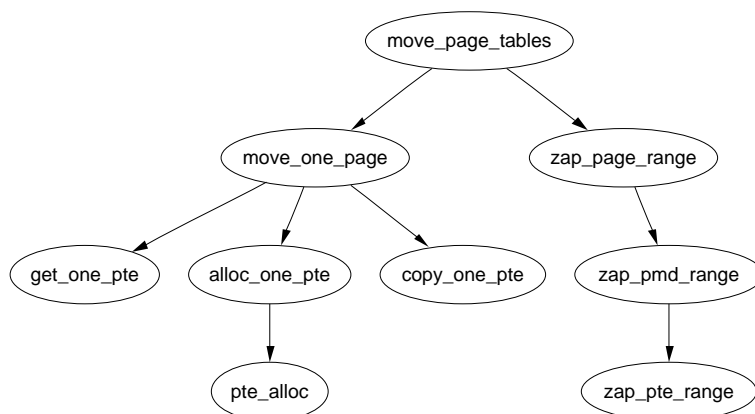 move_page_tables
move_one_page
zap_page_range
get_one_pte
alloc_one_pte
copy_one_pte
zap_pmd_range
pte_alloc
zap_pte_range